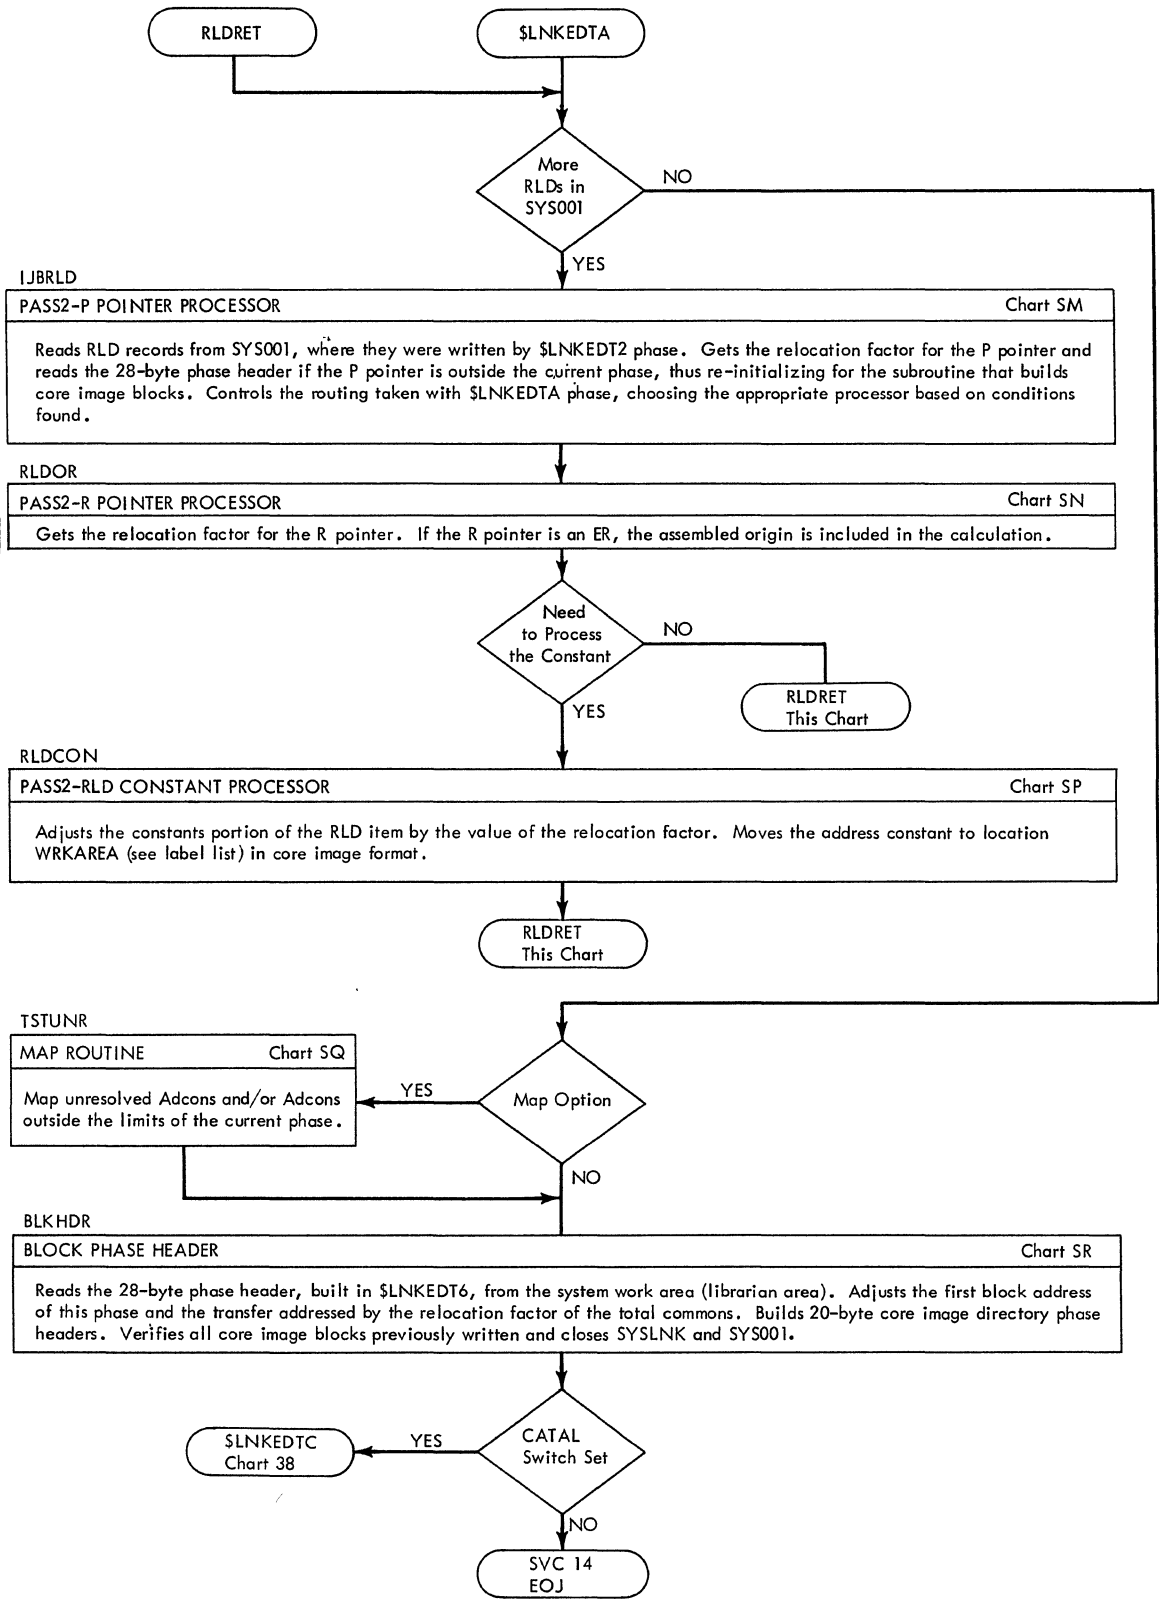 RLDRET
$LNKEDTA
More
RLDs in
SYS001
NO
YES
IJBRLD
PASS2-P POINTER PROCESSOR
Chart SM
Reads RLD records from SYS001, where they were written by $LNKEDT2 phase. Gets the relocation factor for the P pointer and
reads the 28-byte phase header if the P pointer is outside the current phase, thus re-initializing for the subroutine that builds
core image blocks. Controls the routing taken with $LNKEDTA phase, choosing the appropriate processor based on conditions
found.
RLDOR
PASS2-R POINTER PROCESSOR
Chart SN
Gets the relocation factor for the R pointer. If the R pointer is an ER, the assembled origin is included in the calculation.
Need
to Process
the Constant
NO
RLDRET
This Chart
YES
RLDCON
PASS2-RLD CONSTANT PROCESSOR
Chart SP
Adjusts the constants portion of the RLD item by the value of the relocation factor. Moves the address constant to location
WRKAREA (see label list) in core image format.
RLDRET
This Chart
TSTUNR
MAP ROUTINE
Chart SQ
Map unresolved Adcons and/or Adcons
outside the limits of the current phase.
YES
Map Option
NO
BLKHDR
BLOCK PHASE HEADER
Chart SR
Reads the 28-byte phase header, built in $LNKEDT6, from the system work area (librarian area). Adjusts the first block address
of this phase and the transfer addressed by the relocation factor of the total commons. Builds 20-byte core image directory phase
headers. Verifies all core image blocks previously written and closes SYSLNK and SYS001.
$LNKEDTC
Chart 38
YES
CATAL
Switch Set
NO
SVC 14
EOJ